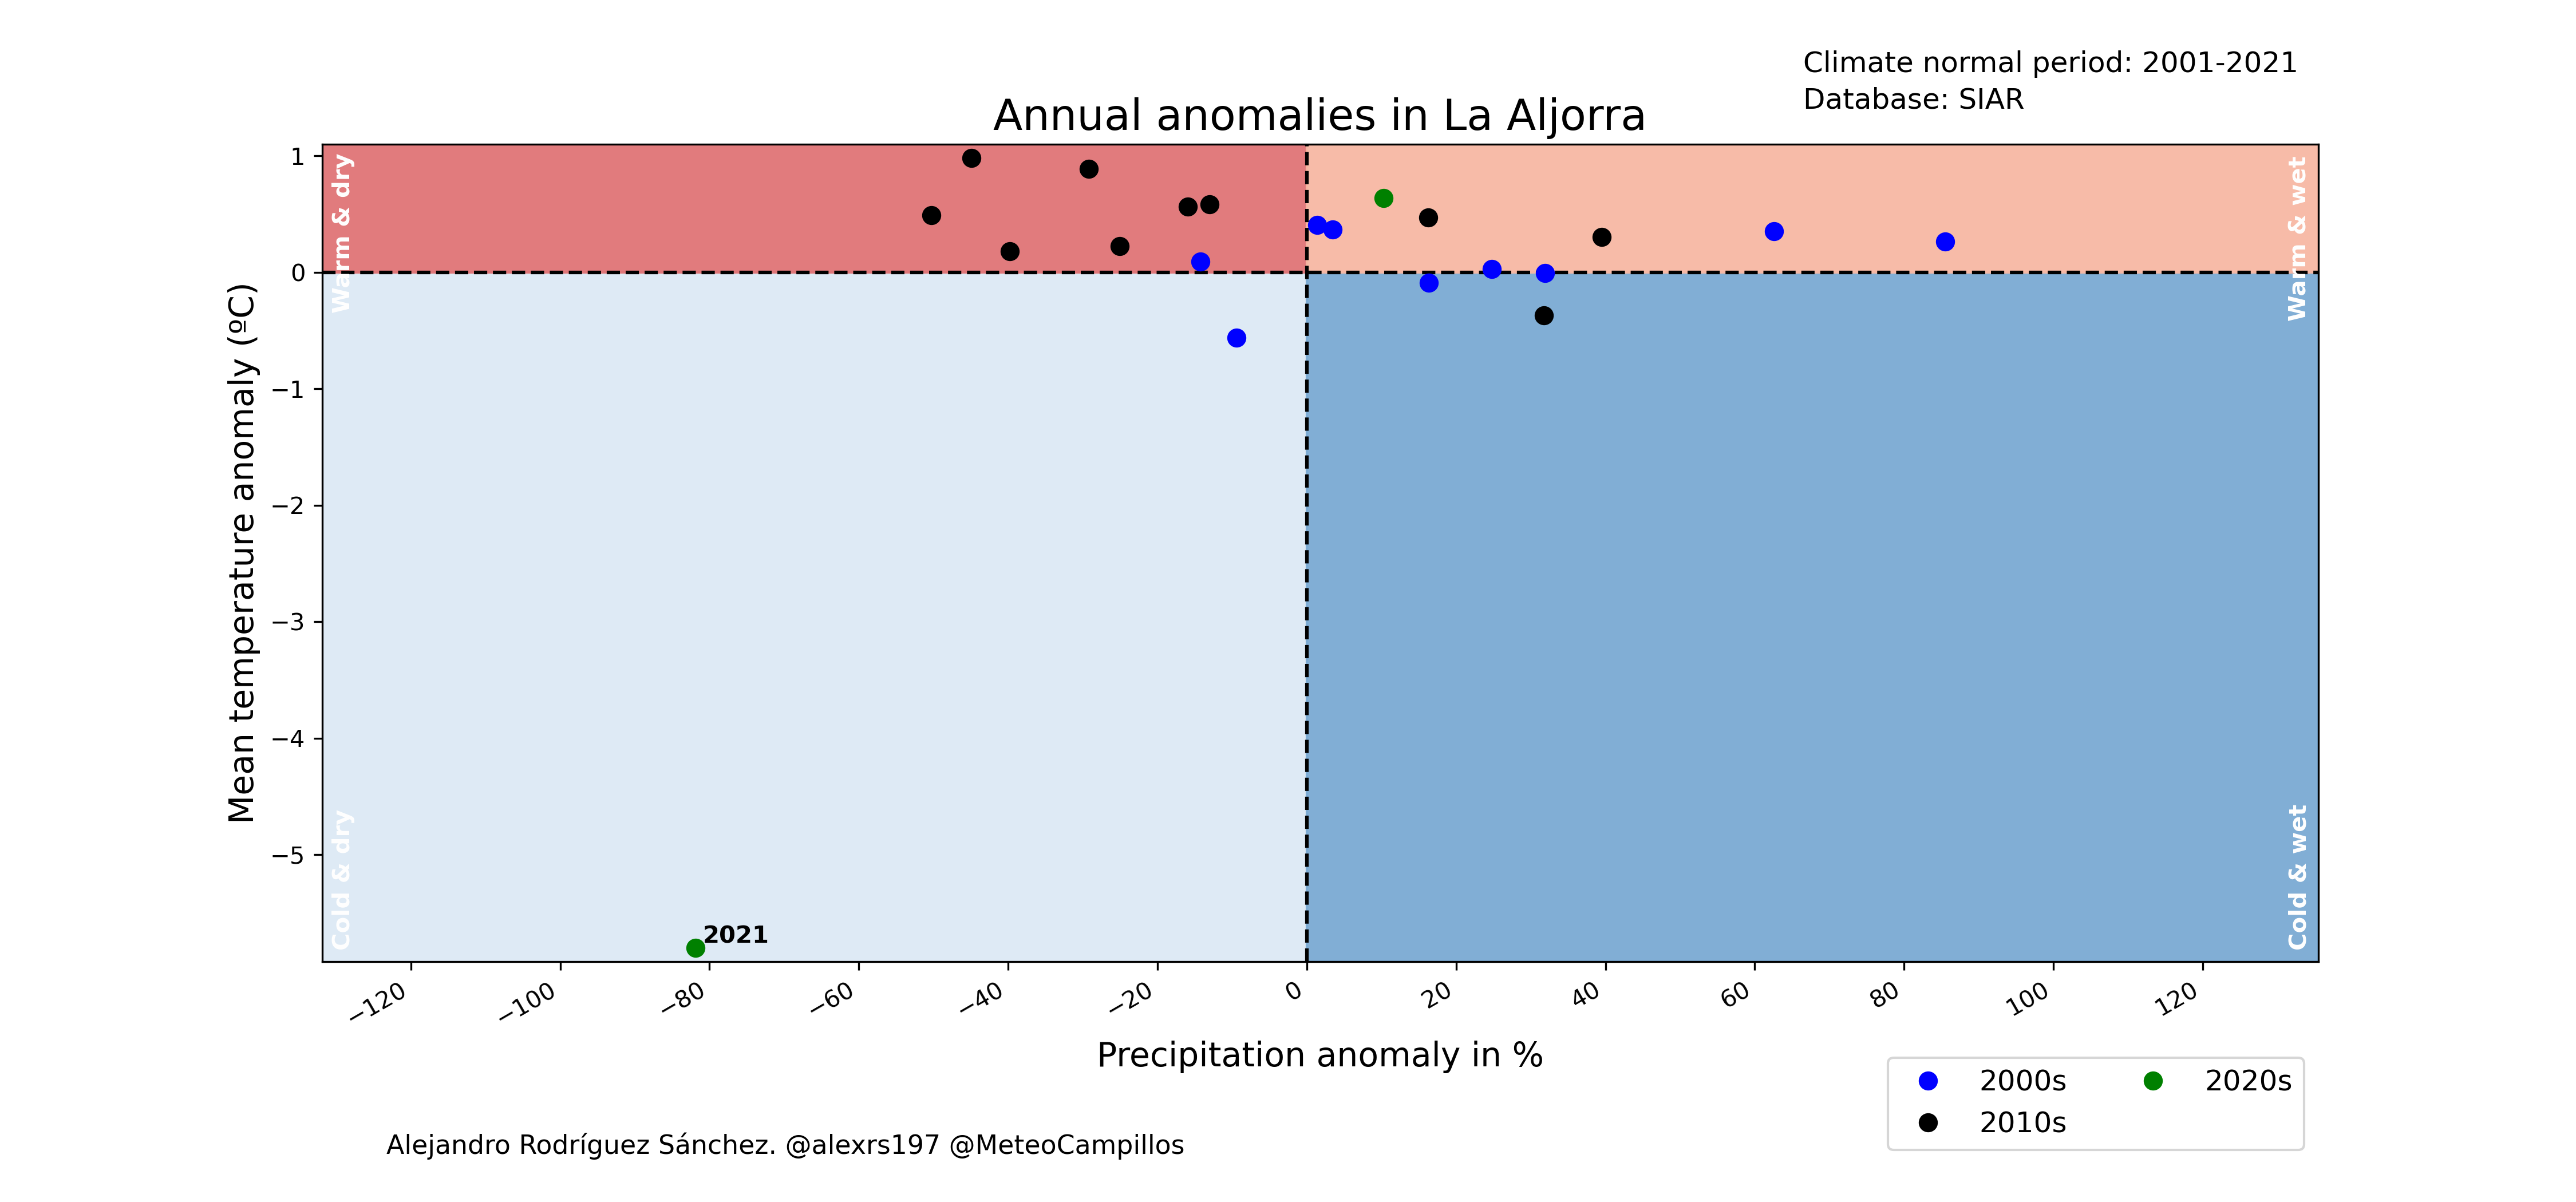 Climate normal period: 2001-2021
Database: SIAR
Annual anomalies in La Aljorra
Mean temperature anomaly (ºC)
1
0
−1
−2
−3
−4
−5
Warm & dry
Warm & wet
Cold & dry
Cold & wet
2021
−120
−100
−80
−60
−40
−20
0
20
40
60
80
100
120
Precipitation anomaly in %
2000s
2010s
2020s
Alejandro Rodríguez Sánchez. @alexrs197 @MeteoCampillos